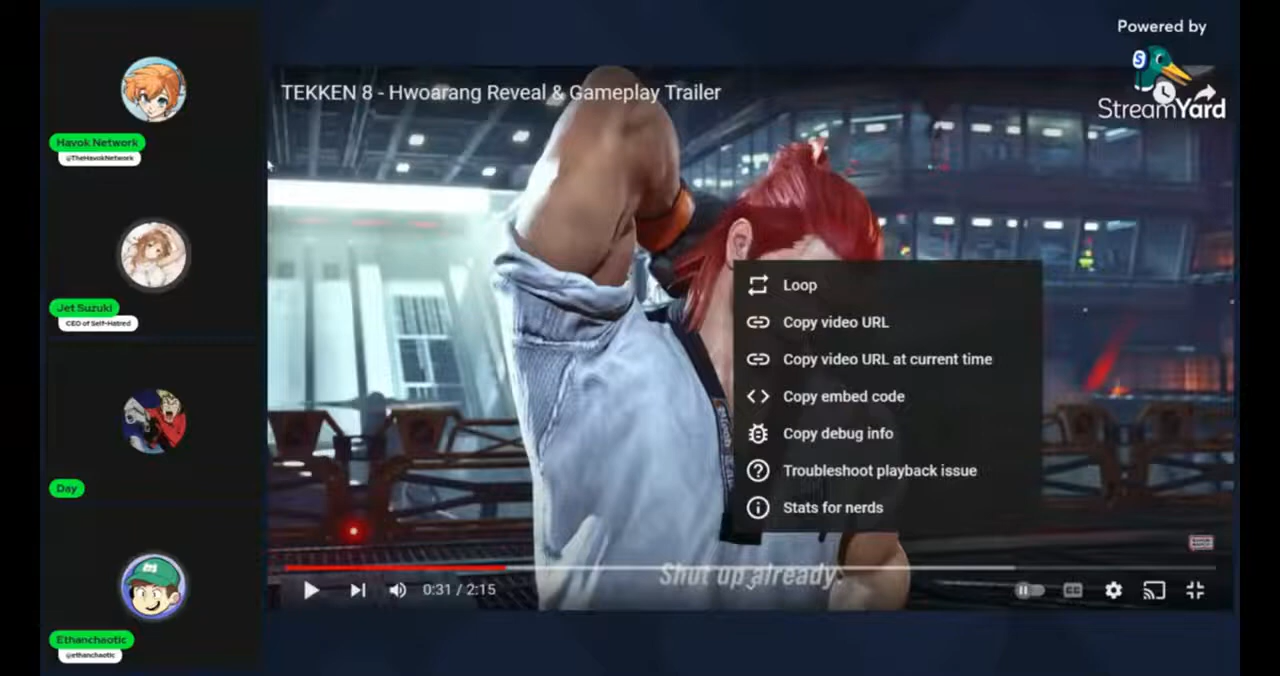 Powered by
StreamYard
TEKKEN 8 - Hwoarang Reveal & Gameplay Trailer
Havok Network
@TheHavokNetwork
Jet Suzuki
CEO of Self-Hatred
Day
Ethanchaotic
@ethanchaotic
Loop
Copy video URL
Copy video URL at current time
Copy embed code
Copy debug info
Troubleshoot playback issue
Stats for nerds
Shut up already.
0:31 / 2:15
CC